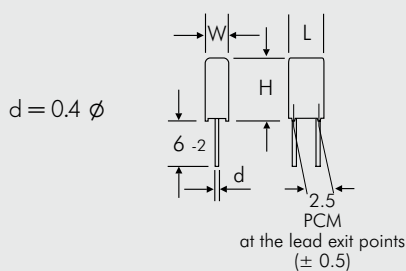 W
L
H
d = 0.4 ϕ
6 -2
d
2.5
PCM
at the lead exit points
(± 0.5)